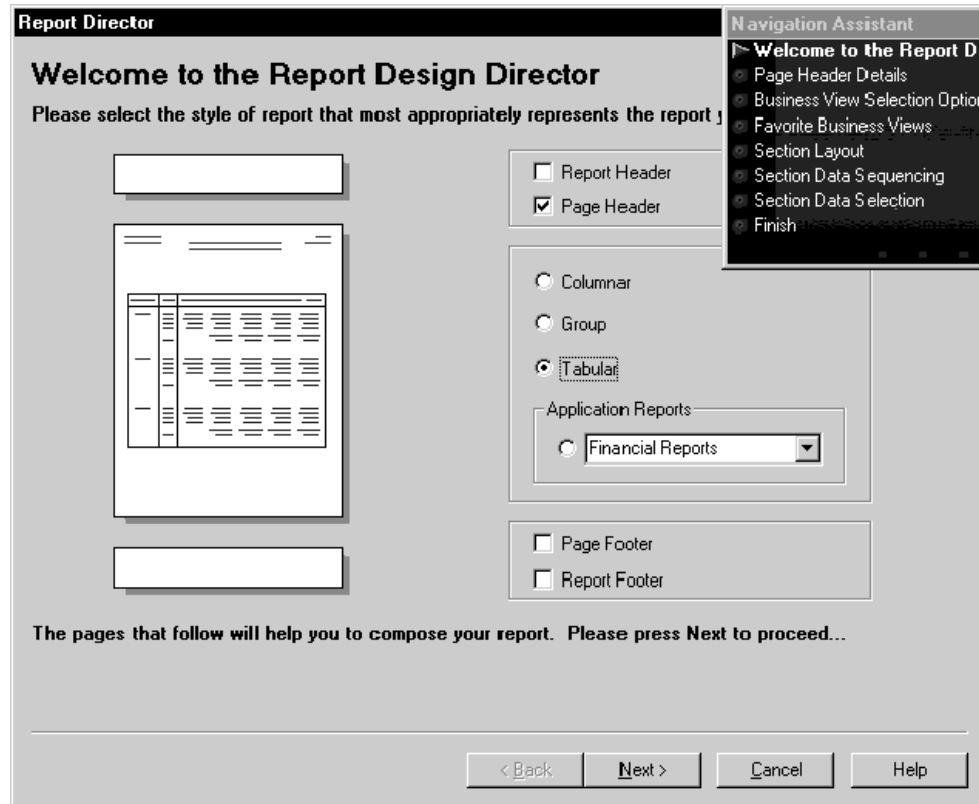 Report Director
Welcome to the Report Design Director
Please select the style of report that most appropriately represents the report
Report Header
Page Header
Columnar
Group
Tabular
Application Reports
Financial Reports
Page Footer
Report Footer
The pages that follow will help you to compose your report. Please press Next to proceed...
< Back
Next >
Cancel
Help
Navigation Assistant
Welcome to the Report D
Page Header Details
Business View Selection Option
Favorite Business Views
Section Layout
Section Data Sequencing
Section Data Selection
Finish